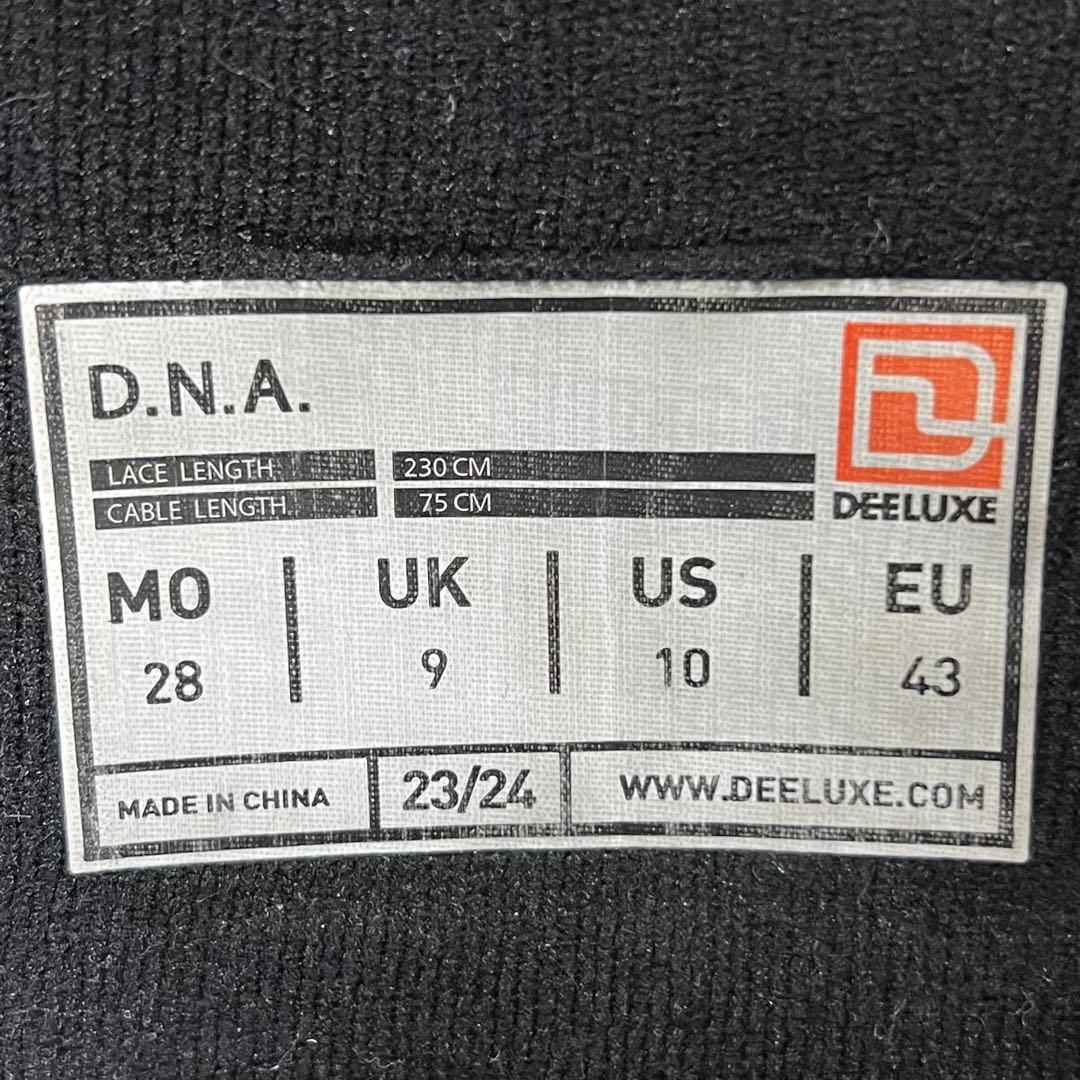 D.N.A.
LACE LENGTH 230 CM
CABLE LENGTH 75 CM
DEELUXE
MO UK US EU
28 9 10 43
MADE IN CHINA 23/24 WWW.DEELUXE.COM